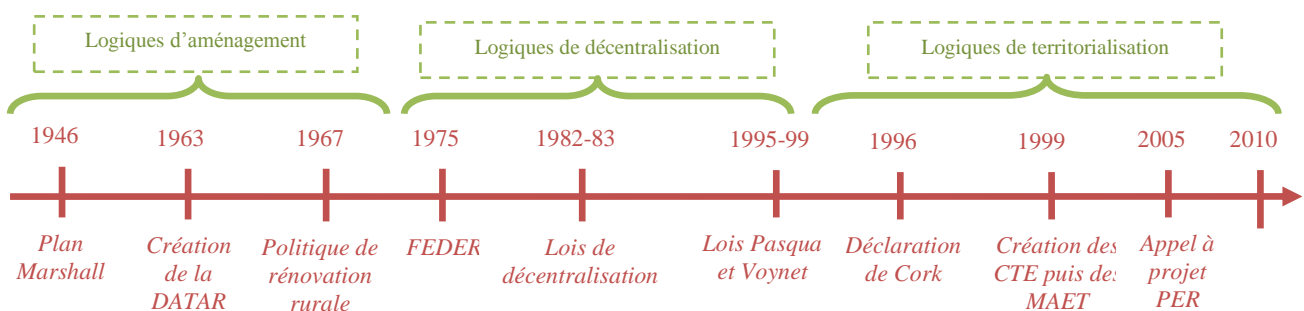 Logiques d'aménagement
Logiques de décentralisation
Logiques de territorialisation
1946
1963
1967
1975
1982-83
1995-99
1996
1999
2005
2010
Plan
Marshall
Création
de la
DATAR
Politique de
rénovation
rurale
FEDER
Lois de
décentralisation
Lois Pasqua
et Voynet
Déclaration
de Cork
Création des
CTE puis des
MAET
Appel à
projet
PER